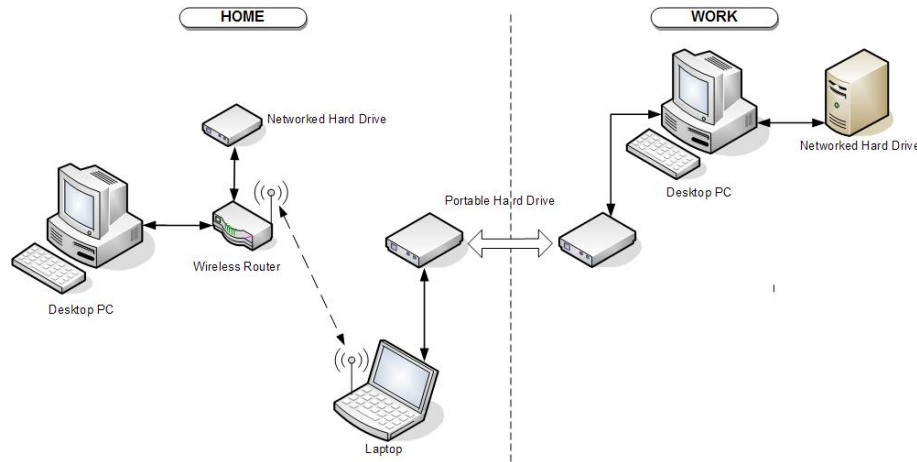 HOME
WORK
Networked Hard Drive
Networked Hard Drive
Desktop PC
Portable Hard Drive
Wireless Router
Desktop PC
Laptop